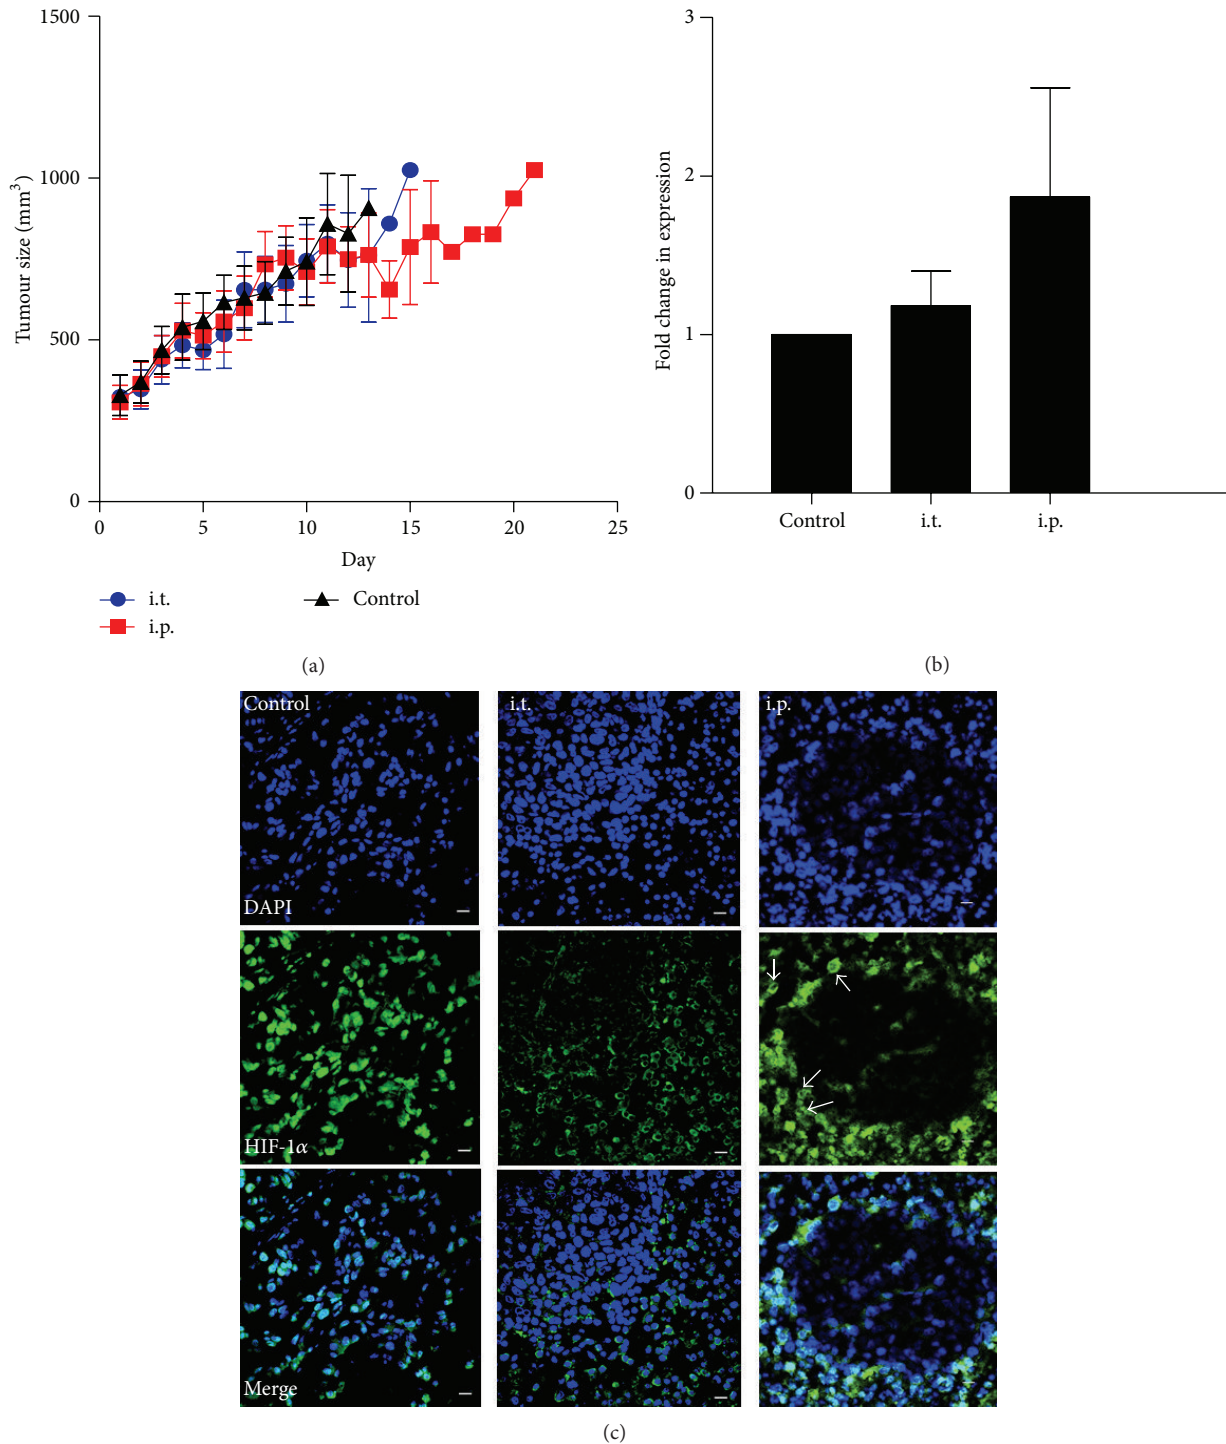 1500
1000
500
0
Tumour size (mm³)
0 5 10 15 20 25
Day
i.t.
i.p.
Control
(a)
3
2
1
0
Fold change in expression
Control i.t. i.p.
(b)
Control i.t. i.p.
DAPI
HIF-1α
Merge
(c)